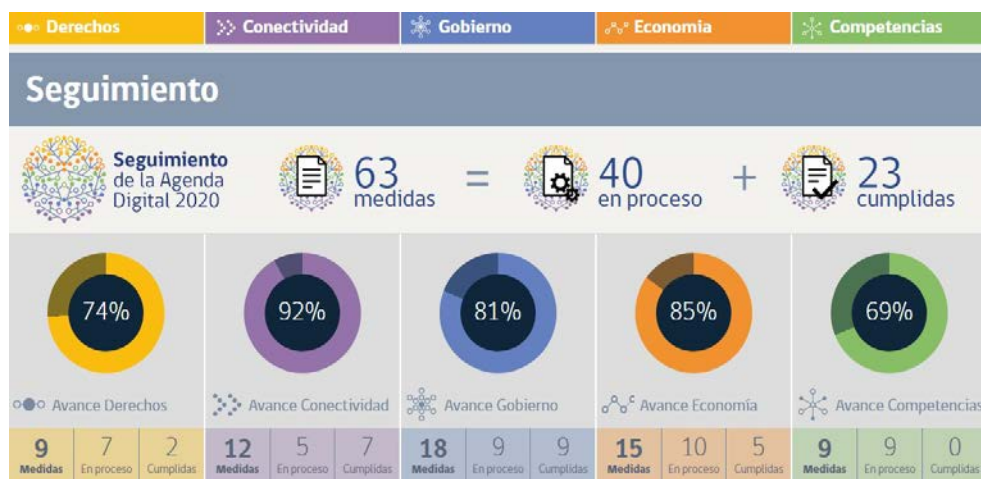 Derechos
Conectividad
Gobierno
Economia
Competencias
Seguimiento
Seguimiento
de la Agenda
Digital 2020
63
medidas
=
40
en proceso
+
23
cumplidas
74%
92%
81%
85%
69%
Avance Derechos
Avance Conectividad
Avance Gobierno
Avance Economía
Avance Competencias
9 7 2
Medidas En proceso Cumplidas
12 5 7
Medidas En proceso Cumplidas
18 9 9
Medidas En proceso Cumplidas
15 10 5
Medidas En proceso Cumplidas
9 9 0
Medidas En proceso Cumplidas